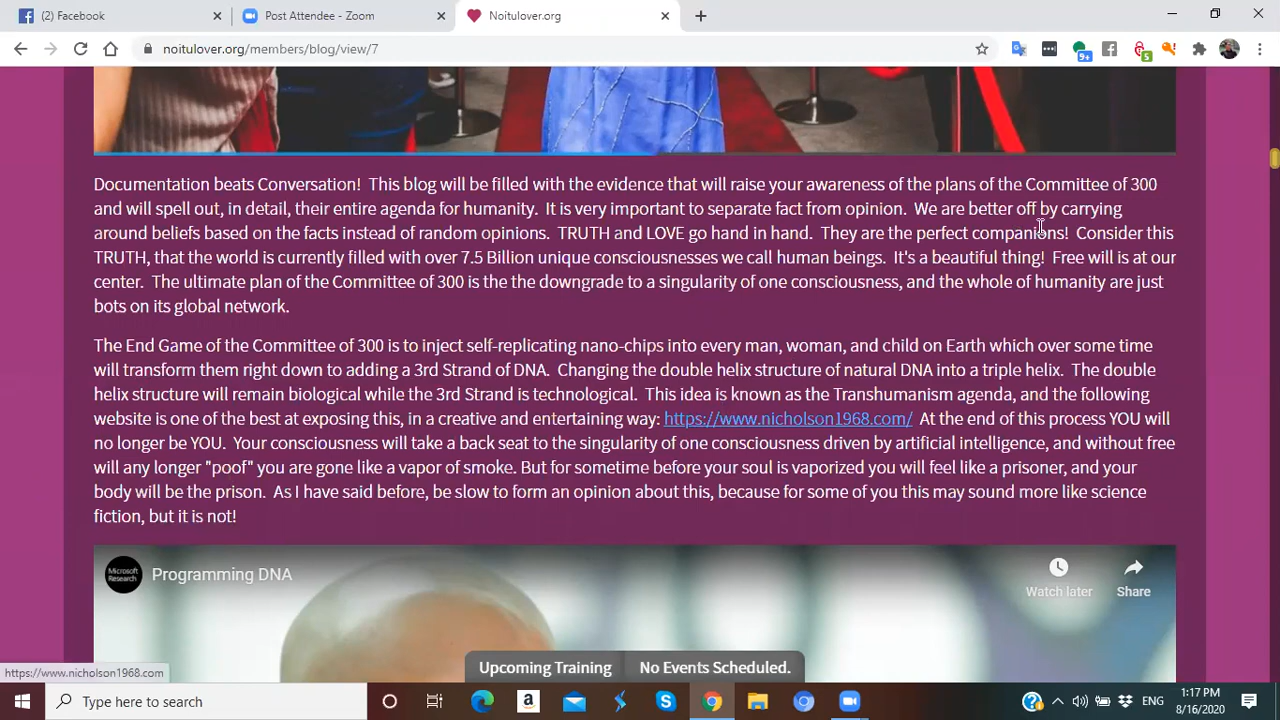 (2) Facebook
Post Attendee - Zoom
Noitulover.org
noitulover.org/members/blog/view/7
9+
5
Documentation beats Conversation!  This blog will be filled with the evidence that will raise your awareness of the plans of the Committee of 300
and will spell out, in detail, their entire agenda for humanity.  It is very important to separate fact from opinion.  We are better off by carrying
around beliefs based on the facts instead of random opinions.  TRUTH and LOVE go hand in hand.  They are the perfect companions!  Consider this
TRUTH, that the world is currently filled with over 7.5 Billion unique consciousnesses we call human beings.  It's a beautiful thing!  Free will is at our
center.  The ultimate plan of the Committee of 300 is the the downgrade to a singularity of one consciousness, and the whole of humanity are just
bots on its global network.
The End Game of the Committee of 300 is to inject self-replicating nano-chips into every man, woman, and child on Earth which over some time
will transform them right down to adding a 3rd Strand of DNA.  Changing the double helix structure of natural DNA into a triple helix.  The double
helix structure will remain biological while the 3rd Strand is technological.  This idea is known as the Transhumanism agenda, and the following
website is one of the best at exposing this, in a creative and entertaining way: https://www.nicholson1968.com/  At the end of this process YOU will
no longer be YOU.  Your consciousness will take a back seat to the singularity of one consciousness driven by artificial intelligence, and without free
will any longer "poof" you are gone like a vapor of smoke. But for sometime before your soul is vaporized you will feel like a prisoner, and your
body will be the prison.  As I have said before, be slow to form an opinion about this, because for some of you this may sound more like science
fiction, but it is not!
Microsoft
Research
Programming DNA
Watch later
Share
Upcoming Training
No Events Scheduled.
https://www.nicholson1968.com
Type here to search
ENG
1:17 PM
8/16/2020